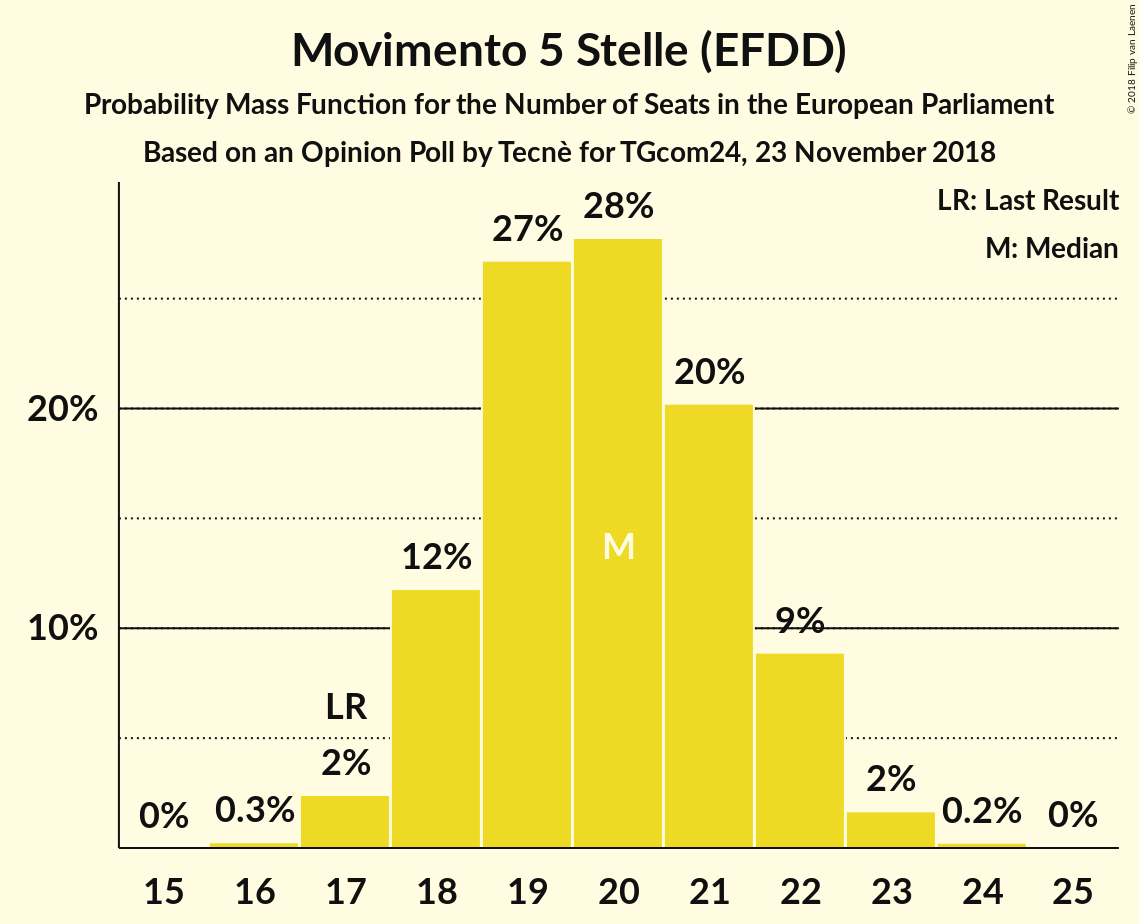 Movimento 5 Stelle (EFDD)
Probability Mass Function for the Number of Seats in the European Parliament
Based on an Opinion Poll by Tecnè for TGcom24, 23 November 2018
© 2018 Filip van Laenen
LR: Last Result
M: Median
28%
27%
20%
20%
M
12%
10%
9%
LR
2%
2%
0%
0.3%
0.2%
0%
15 16 17 18 19 20 21 22 23 24 25